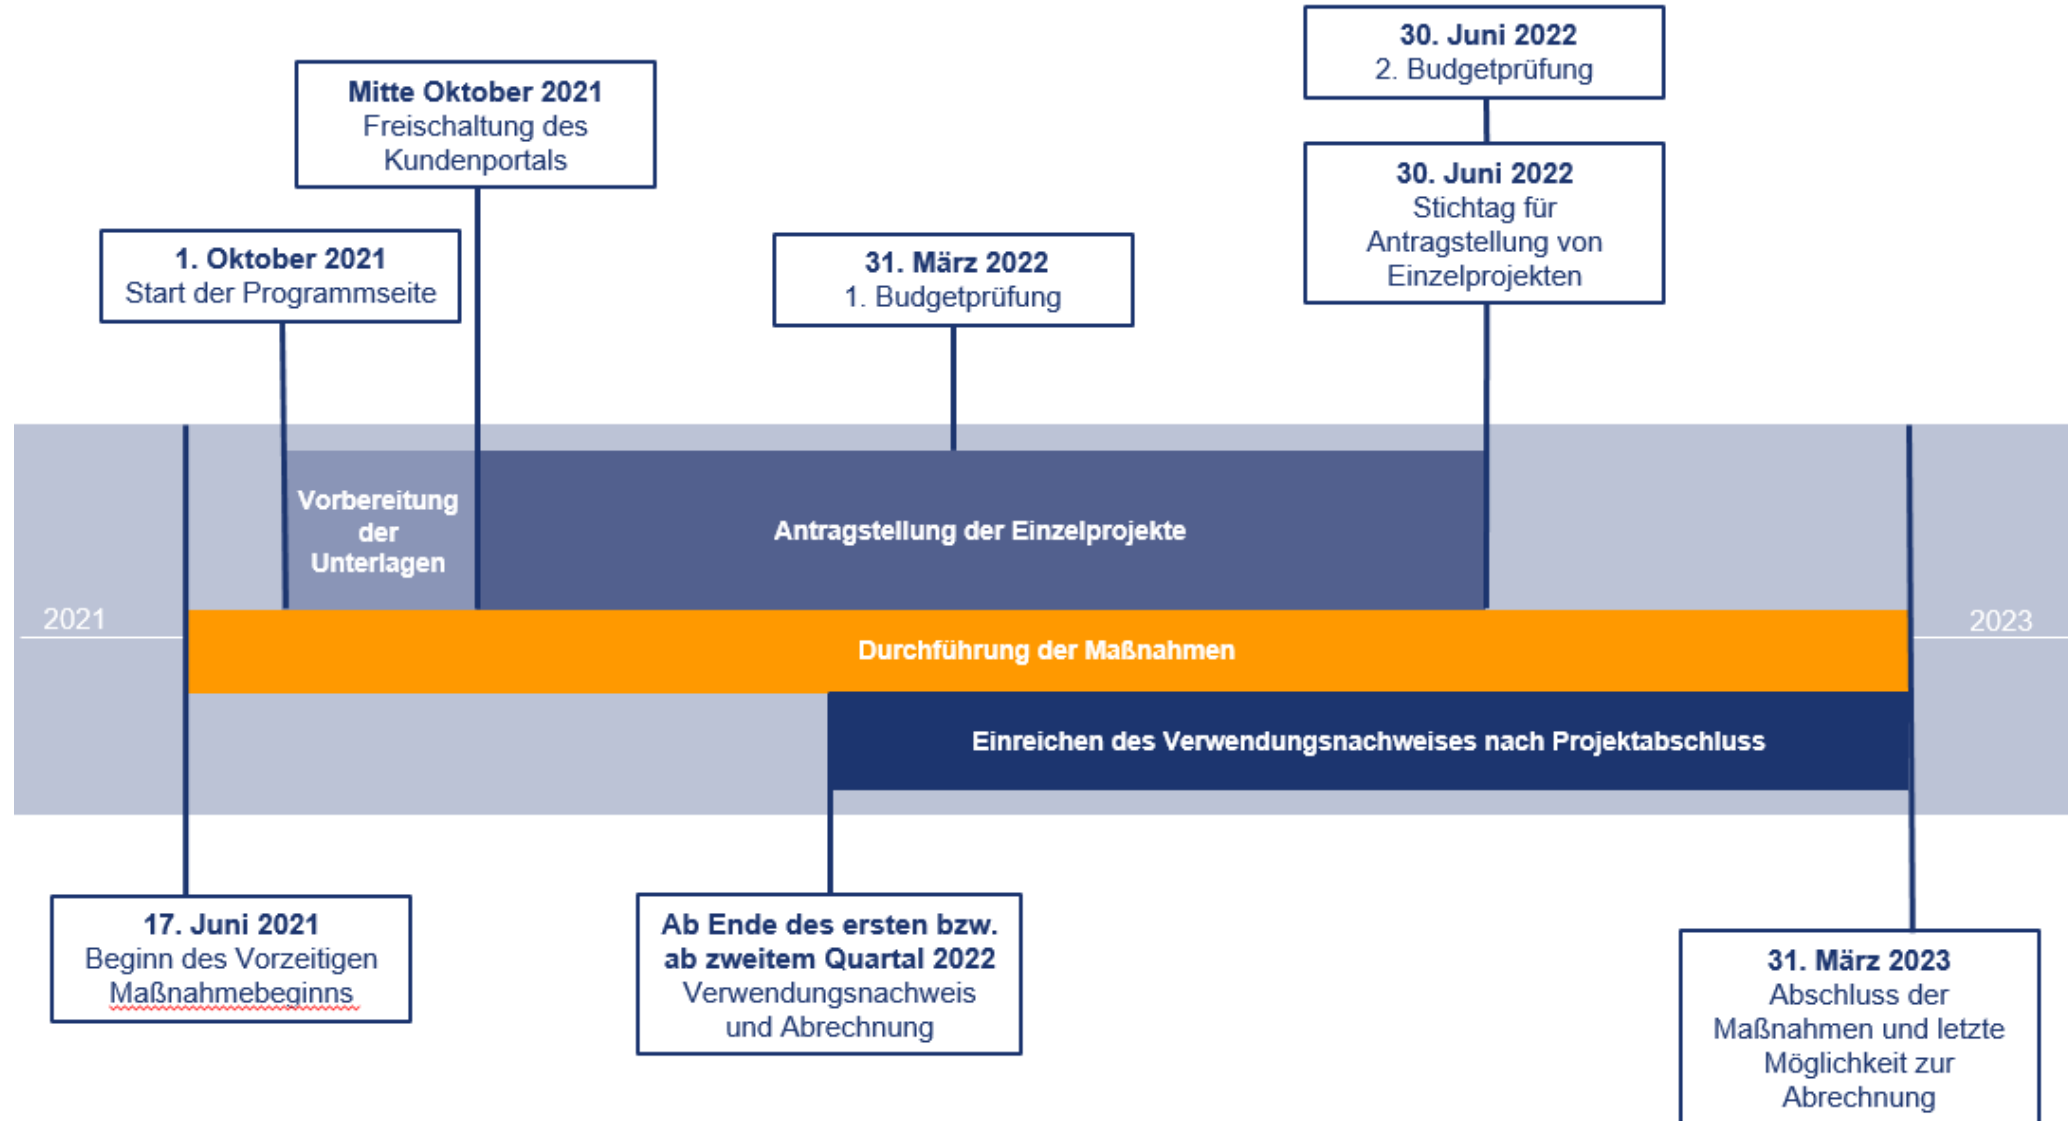 30. Juni 2022
2. Budgetprüfung
Mitte Oktober 2021
Freischaltung des
Kundenportals
30. Juni 2022
Stichtag für
Antragstellung von
Einzelprojekten
1. Oktober 2021
Start der Programmseite
31. März 2022
1. Budgetprüfung
Vorbereitung
der
Unterlagen
Antragstellung der Einzelprojekte
2021
2023
Durchführung der Maßnahmen
Einreichen des Verwendungsnachweises nach Projektabschluss
17. Juni 2021
Beginn des Vorzeitigen
Maßnahmebeginns
Ab Ende des ersten bzw.
ab zweitem Quartal 2022
Verwendungsnachweis
und Abrechnung
31. März 2023
Abschluss der
Maßnahmen und letzte
Möglichkeit zur
Abrechnung